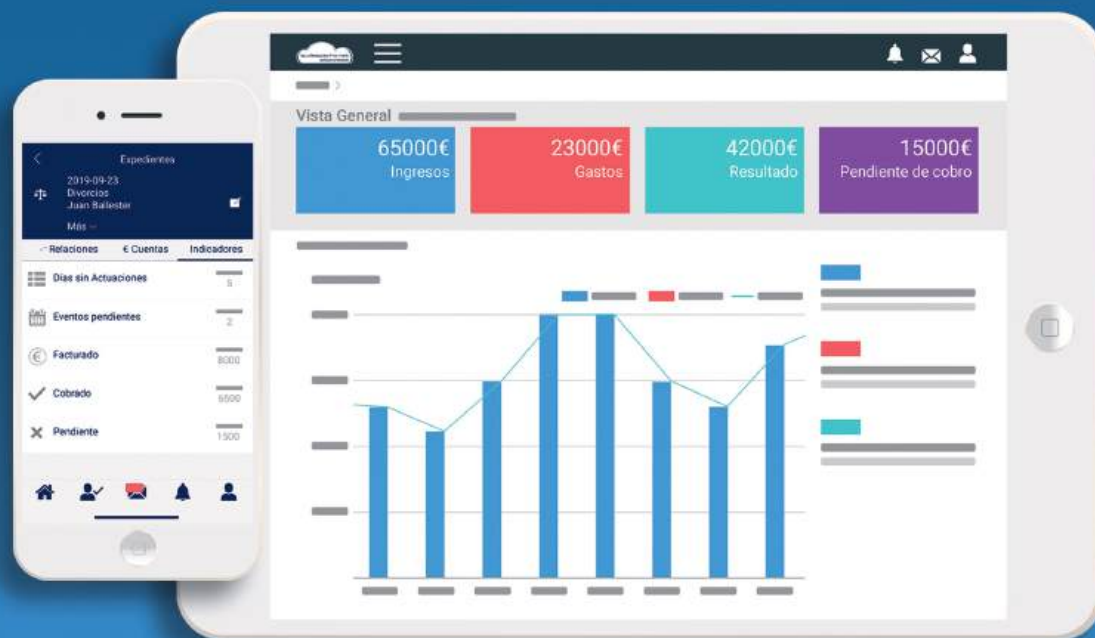 Expedientes
2019-09-23
Divorcios
Juan Ballester
Más
Relaciones € Cuentas Indicadores
Días sin Actuaciones 5
Eventos pendientes 2
Facturado 8000
Cobrado 6500
Pendiente 1500
Vista General
65000€
Ingresos
23000€
Gastos
42000€
Resultado
15000€
Pendiente de cobro